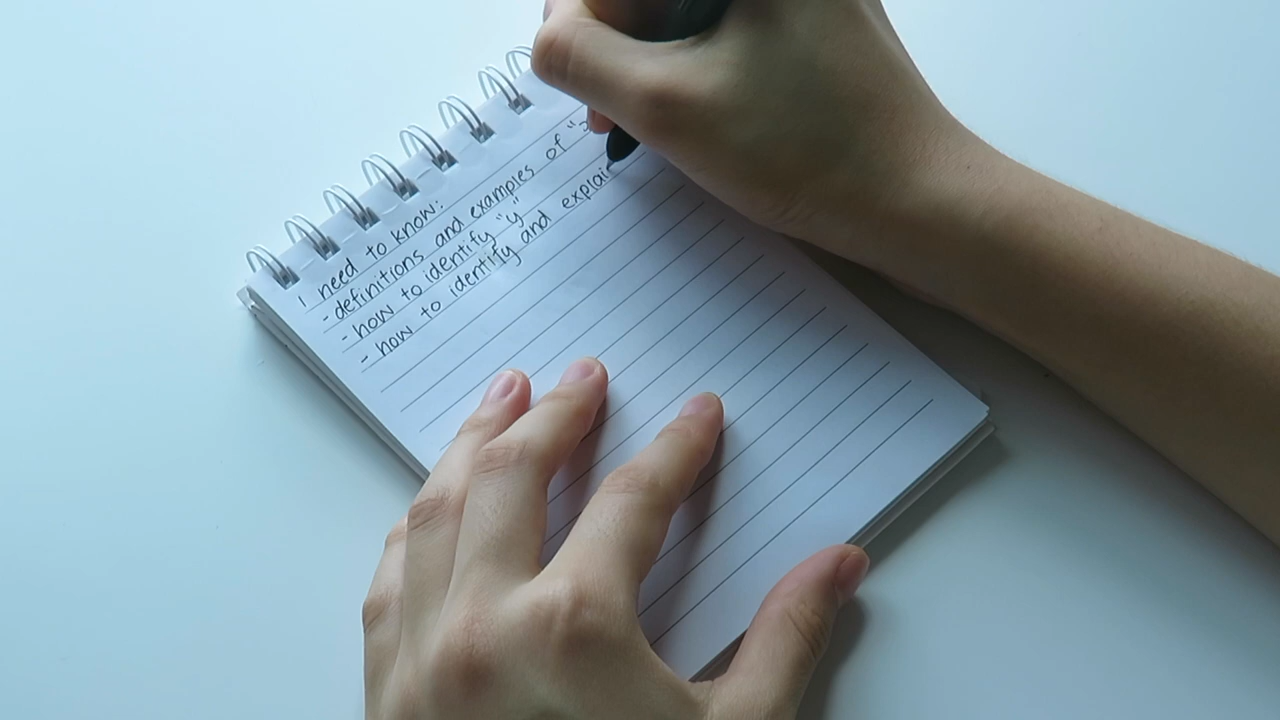 I need to know:
- definitions and examples of "
- how to identify "y"
- how to identify and explai